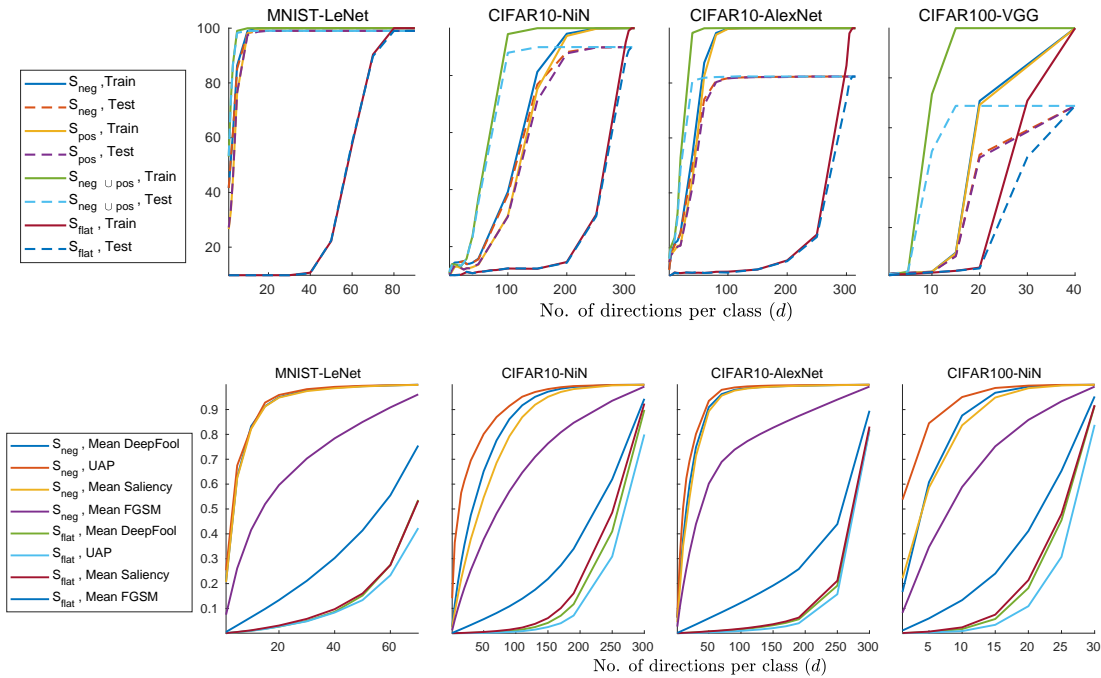 MNIST-LeNet CIFAR10-NiN CIFAR10-AlexNet CIFAR100-VGG
100
80
60
40
20
S_neg ,Train
S_neg , Test
S_pos , Train
S_pos , Test
S_neg ∪ pos , Train
S_neg ∪ pos , Test
S_flat , Train
S_flat , Test
20 40 60 80 100 200 300 100 200 300 10 20 30 40
No. of directions per class (d)
MNIST-LeNet CIFAR10-NiN CIFAR10-AlexNet CIFAR100-NiN
0.9
0.8
0.7
0.6
0.5
0.4
0.3
0.2
0.1
S_neg , Mean DeepFool
S_neg , UAP
S_neg , Mean Saliency
S_neg , Mean FGSM
S_flat , Mean DeepFool
S_flat , UAP
S_flat , Mean Saliency
S_flat , Mean FGSM
20 40 60 50 100 150 200 250 300 50 100 150 200 250 300 5 10 15 20 25 30
No. of directions per class (d)